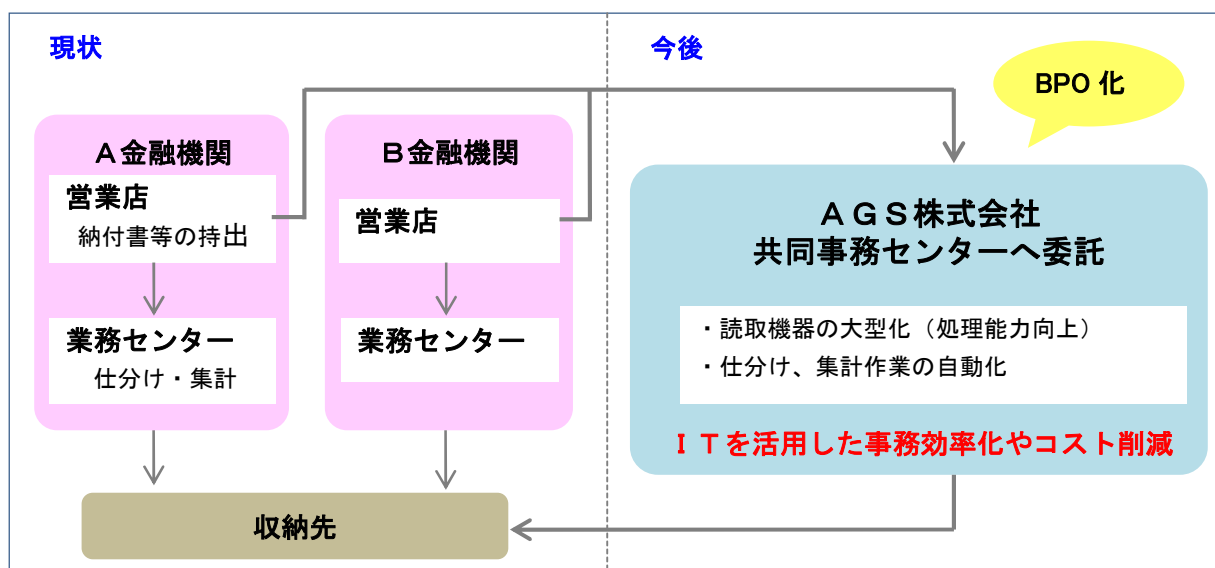 現状
A金融機関
営業店
納付書等の持出
業務センター
仕分け・集計
B金融機関
営業店
業務センター
収納先
今後
BPO 化
AGS株式会社
共同事務センターへ委託
・読取機器の大型化（処理能力向上）
・仕分け、集計作業の自動化
ITを活用した事務効率化やコスト削減